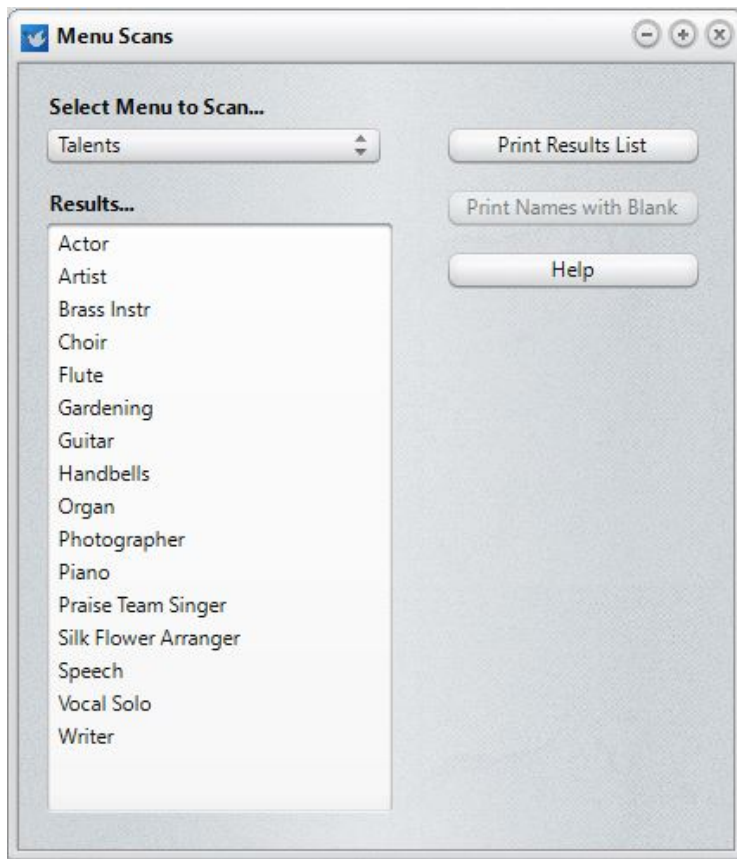 Menu Scans
Select Menu to Scan...
Talents
Print Results List
Results...
Print Names with Blank
Actor
Help
Artist
Brass Instr
Choir
Flute
Gardening
Guitar
Handbells
Organ
Photographer
Piano
Praise Team Singer
Silk Flower Arranger
Speech
Vocal Solo
Writer